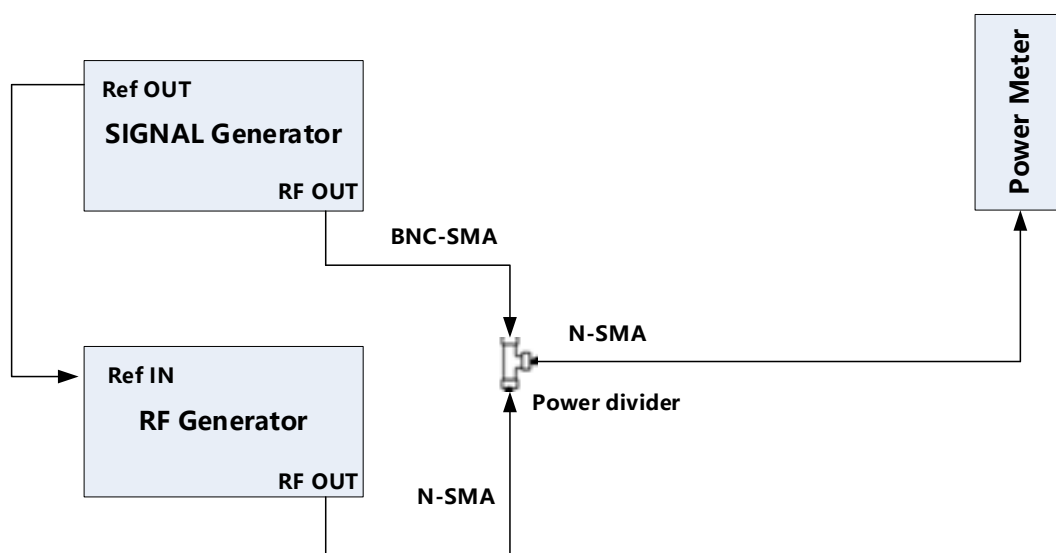 Ref OUT
SIGNAL Generator
RF OUT
Power Meter
BNC-SMA
N-SMA
Power divider
Ref IN
RF Generator
RF OUT
N-SMA